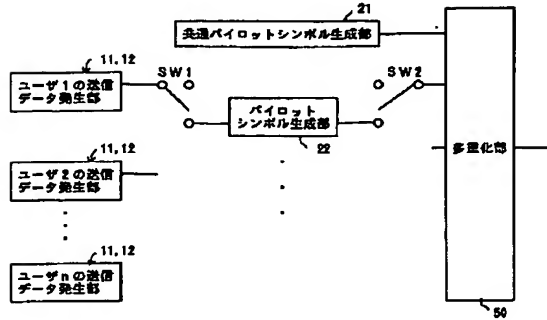 21
共通パイロットシンボル生成部
11,12
SW1
SW2
ユーザ1の送信
データ発生部
パイロット
シンボル生成部
22
11,12
多重化部
ユーザ2の送信
データ発生部
11,12
ユーザnの送信
データ発生部
50